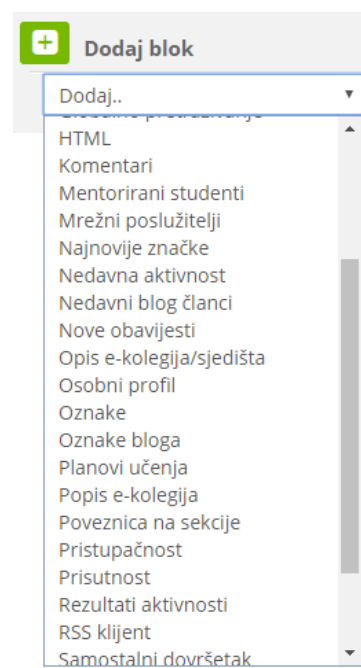 Dodaj blok
Dodaj..
Globalno pretraživanje
HTML
Komentari
Mentorirani studenti
Mrežni poslužitelji
Najnovije značke
Nedavna aktivnost
Nedavni blog članci
Nove obavijesti
Opis e-kolegija/sjedišta
Osobni profil
Oznake
Oznake bloga
Planovi učenja
Popis e-kolegija
Poveznica na sekcije
Pristupačnost
Prisutnost
Rezultati aktivnosti
RSS klijent
Samostalni dovršetak